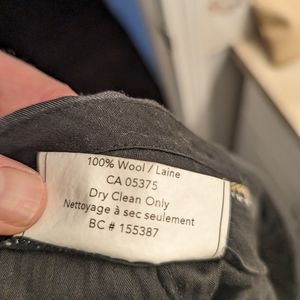 100% Wool / Laine
CA 05375
Dry Clean Only
Nettoyage à sec seulement
BC # 155387